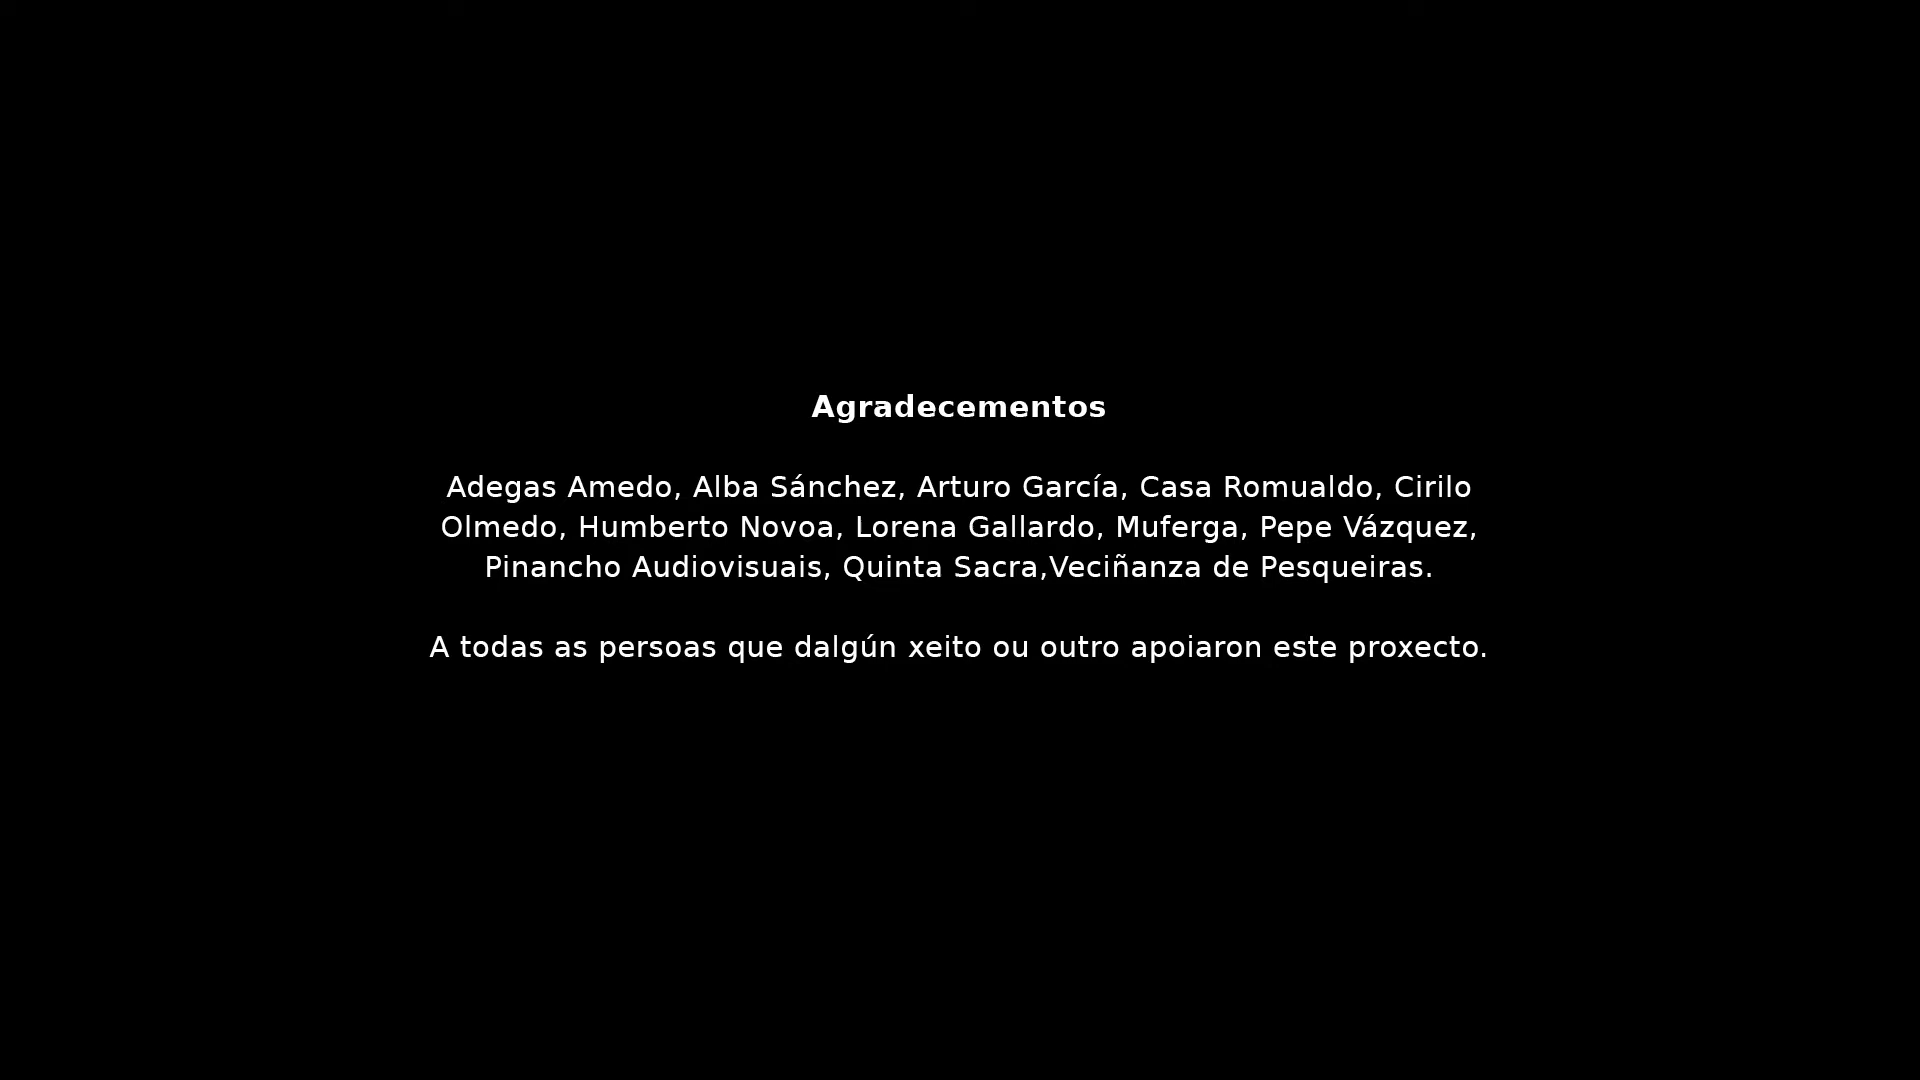 Agradecementos
Adegas Amedo, Alba Sánchez, Arturo García, Casa Romualdo, Cirilo
Olmedo, Humberto Novoa, Lorena Gallardo, Muferga, Pepe Vázquez,
Pinancho Audiovisuais, Quinta Sacra,Veciñanza de Pesqueiras.
A todas as persoas que dalgún xeito ou outro apoiaron este proxecto.